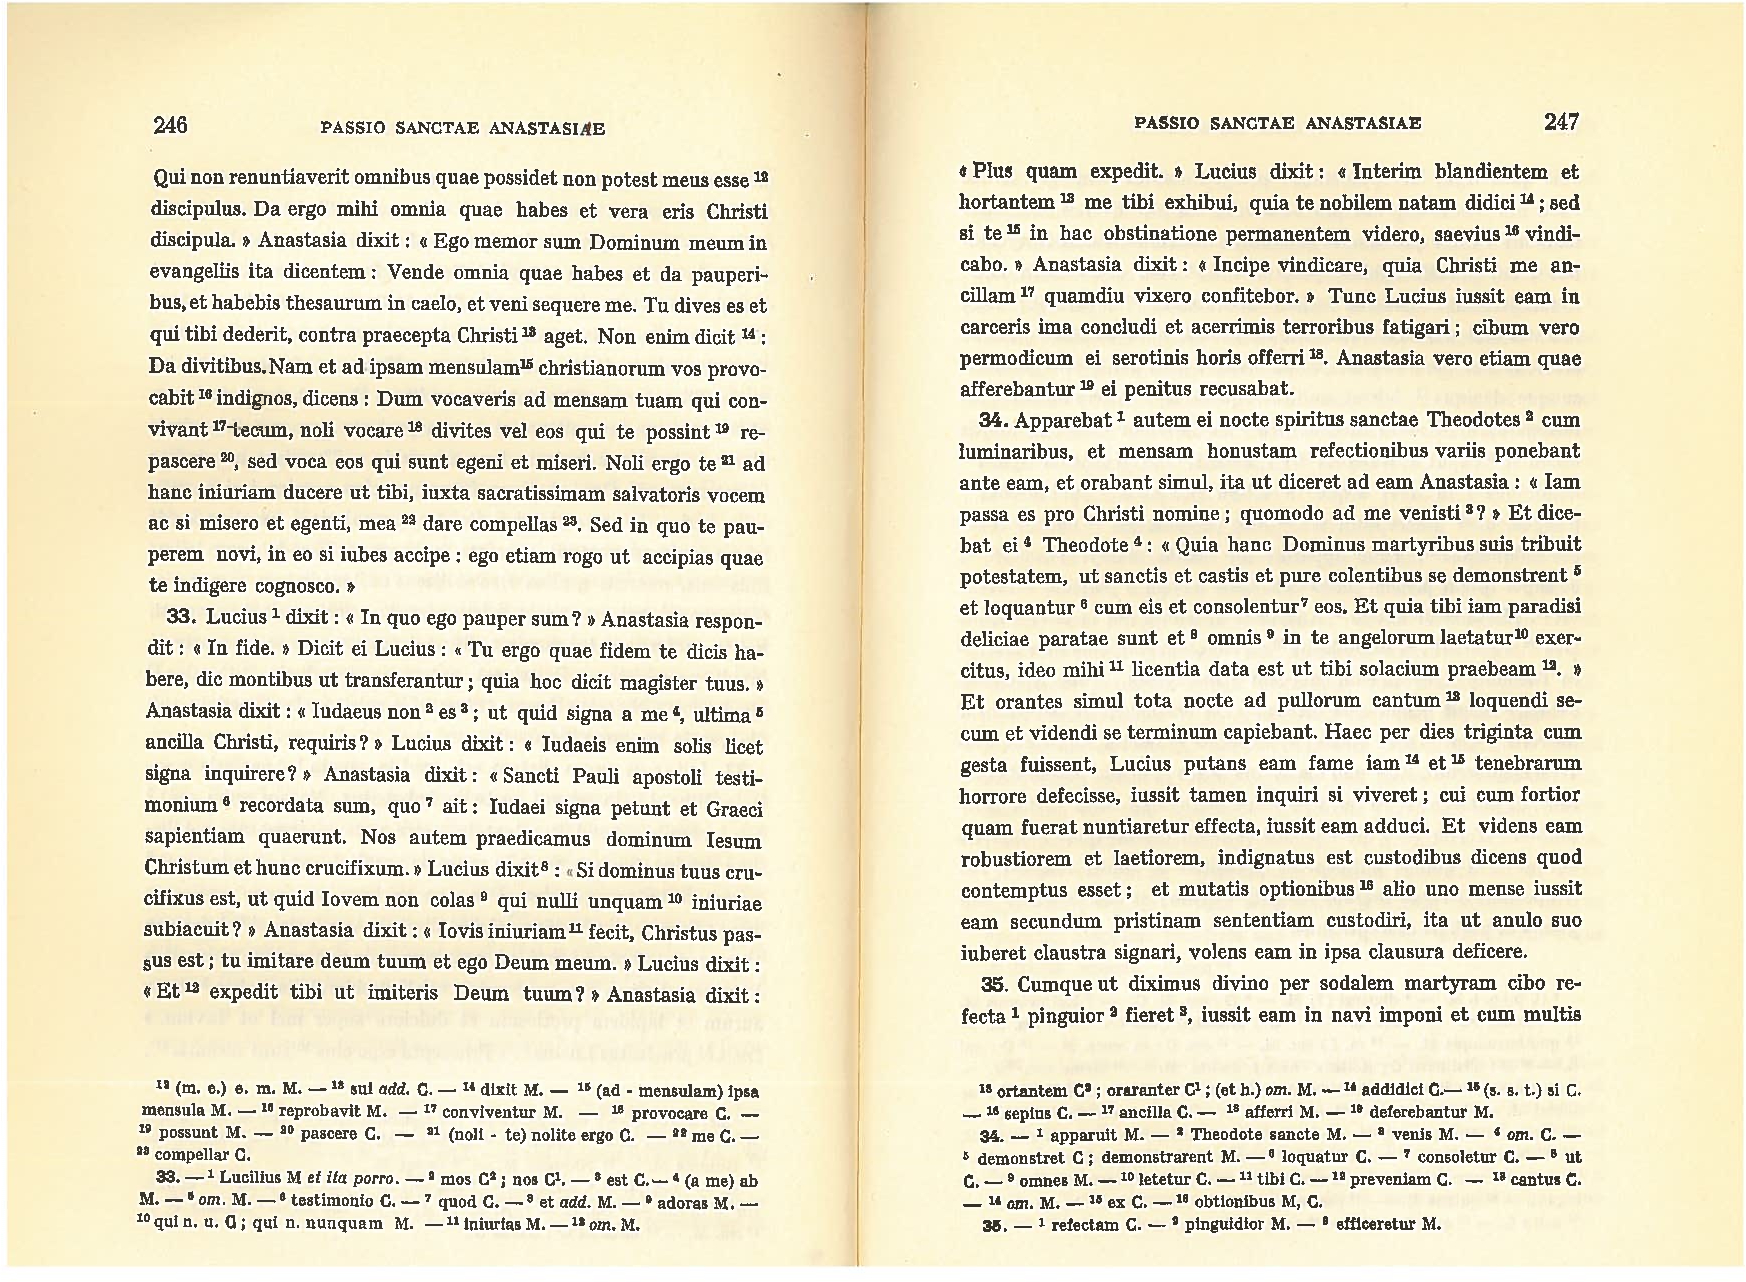 246 PASSIO SANCTAE ANASTASIAE
Qui non renuntiaverit omnibus quae possidet non potest meus esse ¹²
discipulus. Da ergo mihi omnia quae habes et vera eris Christi
discipula. » Anastasia dixit : « Ego memor sum Dominum meum in
evangeliis ita dicentem : Vende omnia quae habes et da pauperi-
bus, et habebis thesaurum in caelo, et veni sequere me. Tu dives es et
qui tibi dederit, contra praecepta Christi ¹³ aget. Non enim dicit ¹⁴ :
Da divitibus. Nam et ad ipsam mensulam ¹⁵ christianorum vos provo-
cabit ¹⁶ indignos, dicens : Dum vocaveris ad mensam tuam qui con-
vivant ¹⁷ tecum, noli vocare ¹⁸ divites vel eos qui te possint ¹⁹ re-
pascere ²⁰, sed voca eos qui sunt egeni et miseri. Noli ergo te ²¹ ad
hanc iniuriam ducere ut tibi, iuxta sacratissimam salvatoris vocem
ac si misero et egenti, mea ²² dare compellas ²³. Sed in quo te pau-
perem novi, in eo si iubes accipe : ego etiam rogo ut accipias quae
te indigere cognosco. »
33. Lucius ¹ dixit : « In quo ego pauper sum ? » Anastasia respon-
dit : « In fide. » Dicit ei Lucius : « Tu ergo quae fidem te dicis ha-
bere, dic montibus ut transferantur ; quia hoc dicit magister tuus. »
Anastasia dixit : « Iudaeus non ² es ³ ; ut quid signa a me ⁴, ultima ⁵
ancilla Christi, requiris ? » Lucius dixit : « Iudaeis enim solis licet
signa inquirere ? » Anastasia dixit : « Sancti Pauli apostoli testi-
monium ⁶ recordata sum, quo ⁷ ait : Iudaei signa petunt et Graeci
sapientiam quaerunt. Nos autem praedicamus dominum Iesum
Christum et hunc crucifixum. » Lucius dixit ⁸ : « Si dominus tuus cru-
cifixus est, ut quid Iovem non colas ⁹ qui nulli unquam ¹⁰ iniuriae
subiacuit ? » Anastasia dixit : « Iovis iniuriam ¹¹ fecit, Christus pas-
sus est ; tu imitare deum tuum et ego Deum meum. » Lucius dixit :
« Et ¹² expedit tibi ut imiteris Deum tuum ? » Anastasia dixit :
¹² (m. e.) e. m. M. — ¹³ sui add. C. — ¹⁴ dixit M. — ¹⁵ (ad - mensulam) ipsa
mensula M. — ¹⁶ reprobavit M. — ¹⁷ conviventur M. — ¹⁸ provocare C. —
¹⁹ possunt M. — ²⁰ pascere C. — ²¹ (noli - te) nolite ergo C. — ²² me C. —
²³ compellar C.
33. — ¹ Lucilius M et ita porro. — ² mos C² ; nos C¹. — ³ est C. — ⁴ (a me) ab
M. — ⁵ om. M. — ⁶ testimonio C. — ⁷ quod C. — ⁸ et add. M. — ⁹ adoras M. —
¹⁰ qui n. u. C ; qui n. nunquam M. — ¹¹ iniurias M. — ¹² om. M.
PASSIO SANCTAE ANASTASIAE 247
« Plus quam expedit. » Lucius dixit : « Interim blandientem et
hortantem ¹³ me tibi exhibui, quia te nobilem natam didici ¹⁴ ; sed
si te ¹⁵ in hac obstinatione permanentem videro, saevius ¹⁶ vindi-
cabo. » Anastasia dixit : « Incipe vindicare, quia Christi me an-
cillam ¹⁷ quamdiu vixero confitebor. » Tunc Lucius iussit eam in
carceris ima concludi et acerrimis terroribus fatigari ; cibum vero
permodicum ei serotinis horis offerri ¹⁸. Anastasia vero etiam quae
afferebantur ¹⁹ ei penitus recusabat.
34. Apparebat ¹ autem ei nocte spiritus sanctae Theodotes ² cum
luminaribus, et mensam honustam refectionibus variis ponebant
ante eam, et orabant simul, ita ut diceret ad eam Anastasia : « Iam
passa es pro Christi nomine ; quomodo ad me venisti ³ ? » Et dice-
bat ei ⁴ Theodote ⁴ : « Quia hanc Dominus martyribus suis tribuit
potestatem, ut sanctis et castis et pure colentibus se demonstrent ⁵
et loquantur ⁶ cum eis et consolentur ⁷ eos. Et quia tibi iam paradisi
deliciae paratae sunt et ⁸ omnis ⁹ in te angelorum laetatur ¹⁰ exer-
citus, ideo mihi ¹¹ licentia data est ut tibi solacium praebeam ¹². »
Et orantes simul tota nocte ad pullorum cantum ¹³ loquendi se-
cum et videndi se terminum capiebant. Haec per dies triginta cum
gesta fuissent, Lucius putans eam fame iam ¹⁴ et ¹⁵ tenebrarum
horrore defecisse, iussit tamen inquiri si viveret ; cui cum fortior
quam fuerat nuntiaretur effecta, iussit eam adduci. Et videns eam
robustiorem et laetiorem, indignatus est custodibus dicens quod
contemptus esset ; et mutatis optionibus ¹⁶ alio uno mense iussit
eam secundum pristinam sententiam custodiri, ita ut anulo suo
iuberet claustra signari, volens eam in ipsa clausura deficere.
35. Cumque ut diximus divino per sodalem martyram cibo re-
fecta ¹ pinguior ² fieret ³, iussit eam in navi imponi et cum multis
¹³ ortantem C² ; oraranter C¹ ; (et h.) om. M. — ¹⁴ addidici C. — ¹⁵ (s. s. t.) si C.
— ¹⁶ sepius C. — ¹⁷ ancilla C. — ¹⁸ afferri M. — ¹⁹ deferebantur M.
34. — ¹ apparuit M. — ² Theodote sancte M. — ³ venis M. — ⁴ om. C. —
⁵ demonstret C ; demonstrarent M. — ⁶ loquatur C. — ⁷ consoletur C. — ⁸ ut
C. — ⁹ omnes M. — ¹⁰ letetur C. — ¹¹ tibi C. — ¹² preveniam C. — ¹³ cantus C.
— ¹⁴ om. M. — ¹⁵ ex C. — ¹⁶ obtionibus M, C.
35. — ¹ refectam C. — ² pinguidior M. — ³ efficeretur M.